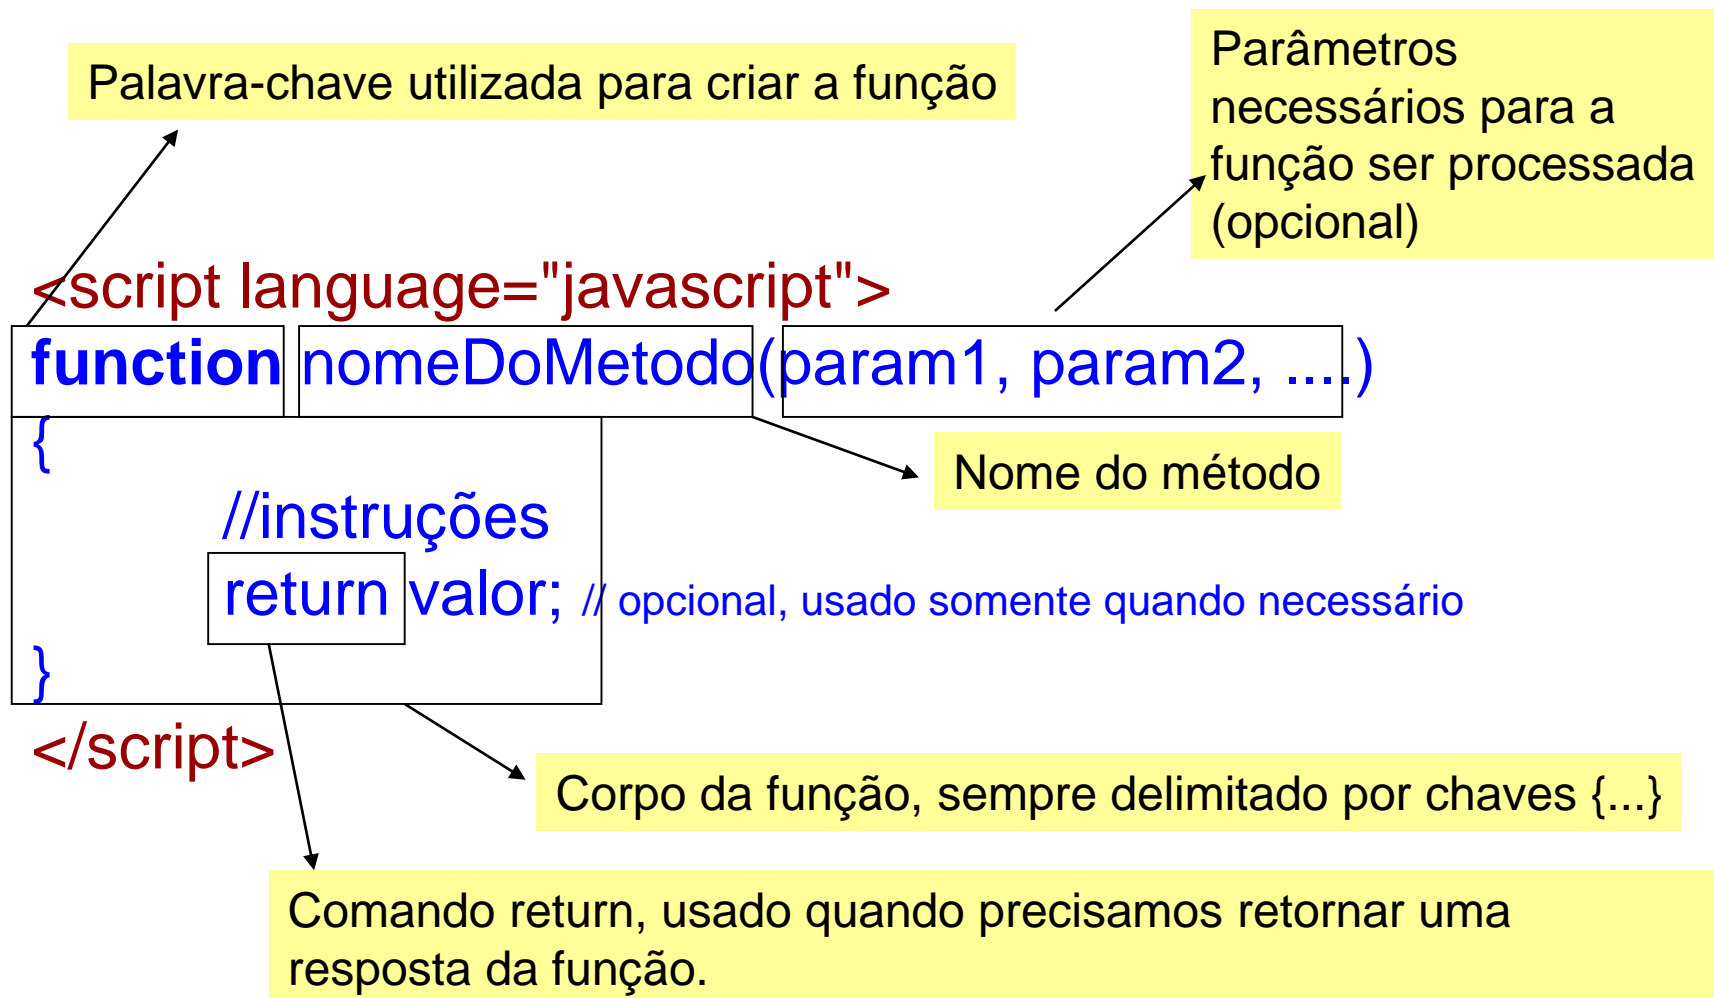 Palavra-chave utilizada para criar a função
Parâmetros
necessários para a
função ser processada
(opcional)
<script language="javascript">
function nomeDoMetodo(param1, param2, ....)
{
Nome do método
//instruções
return valor; // opcional, usado somente quando necessário
}
</script>
Corpo da função, sempre delimitado por chaves {...}
Comando return, usado quando precisamos retornar uma
resposta da função.